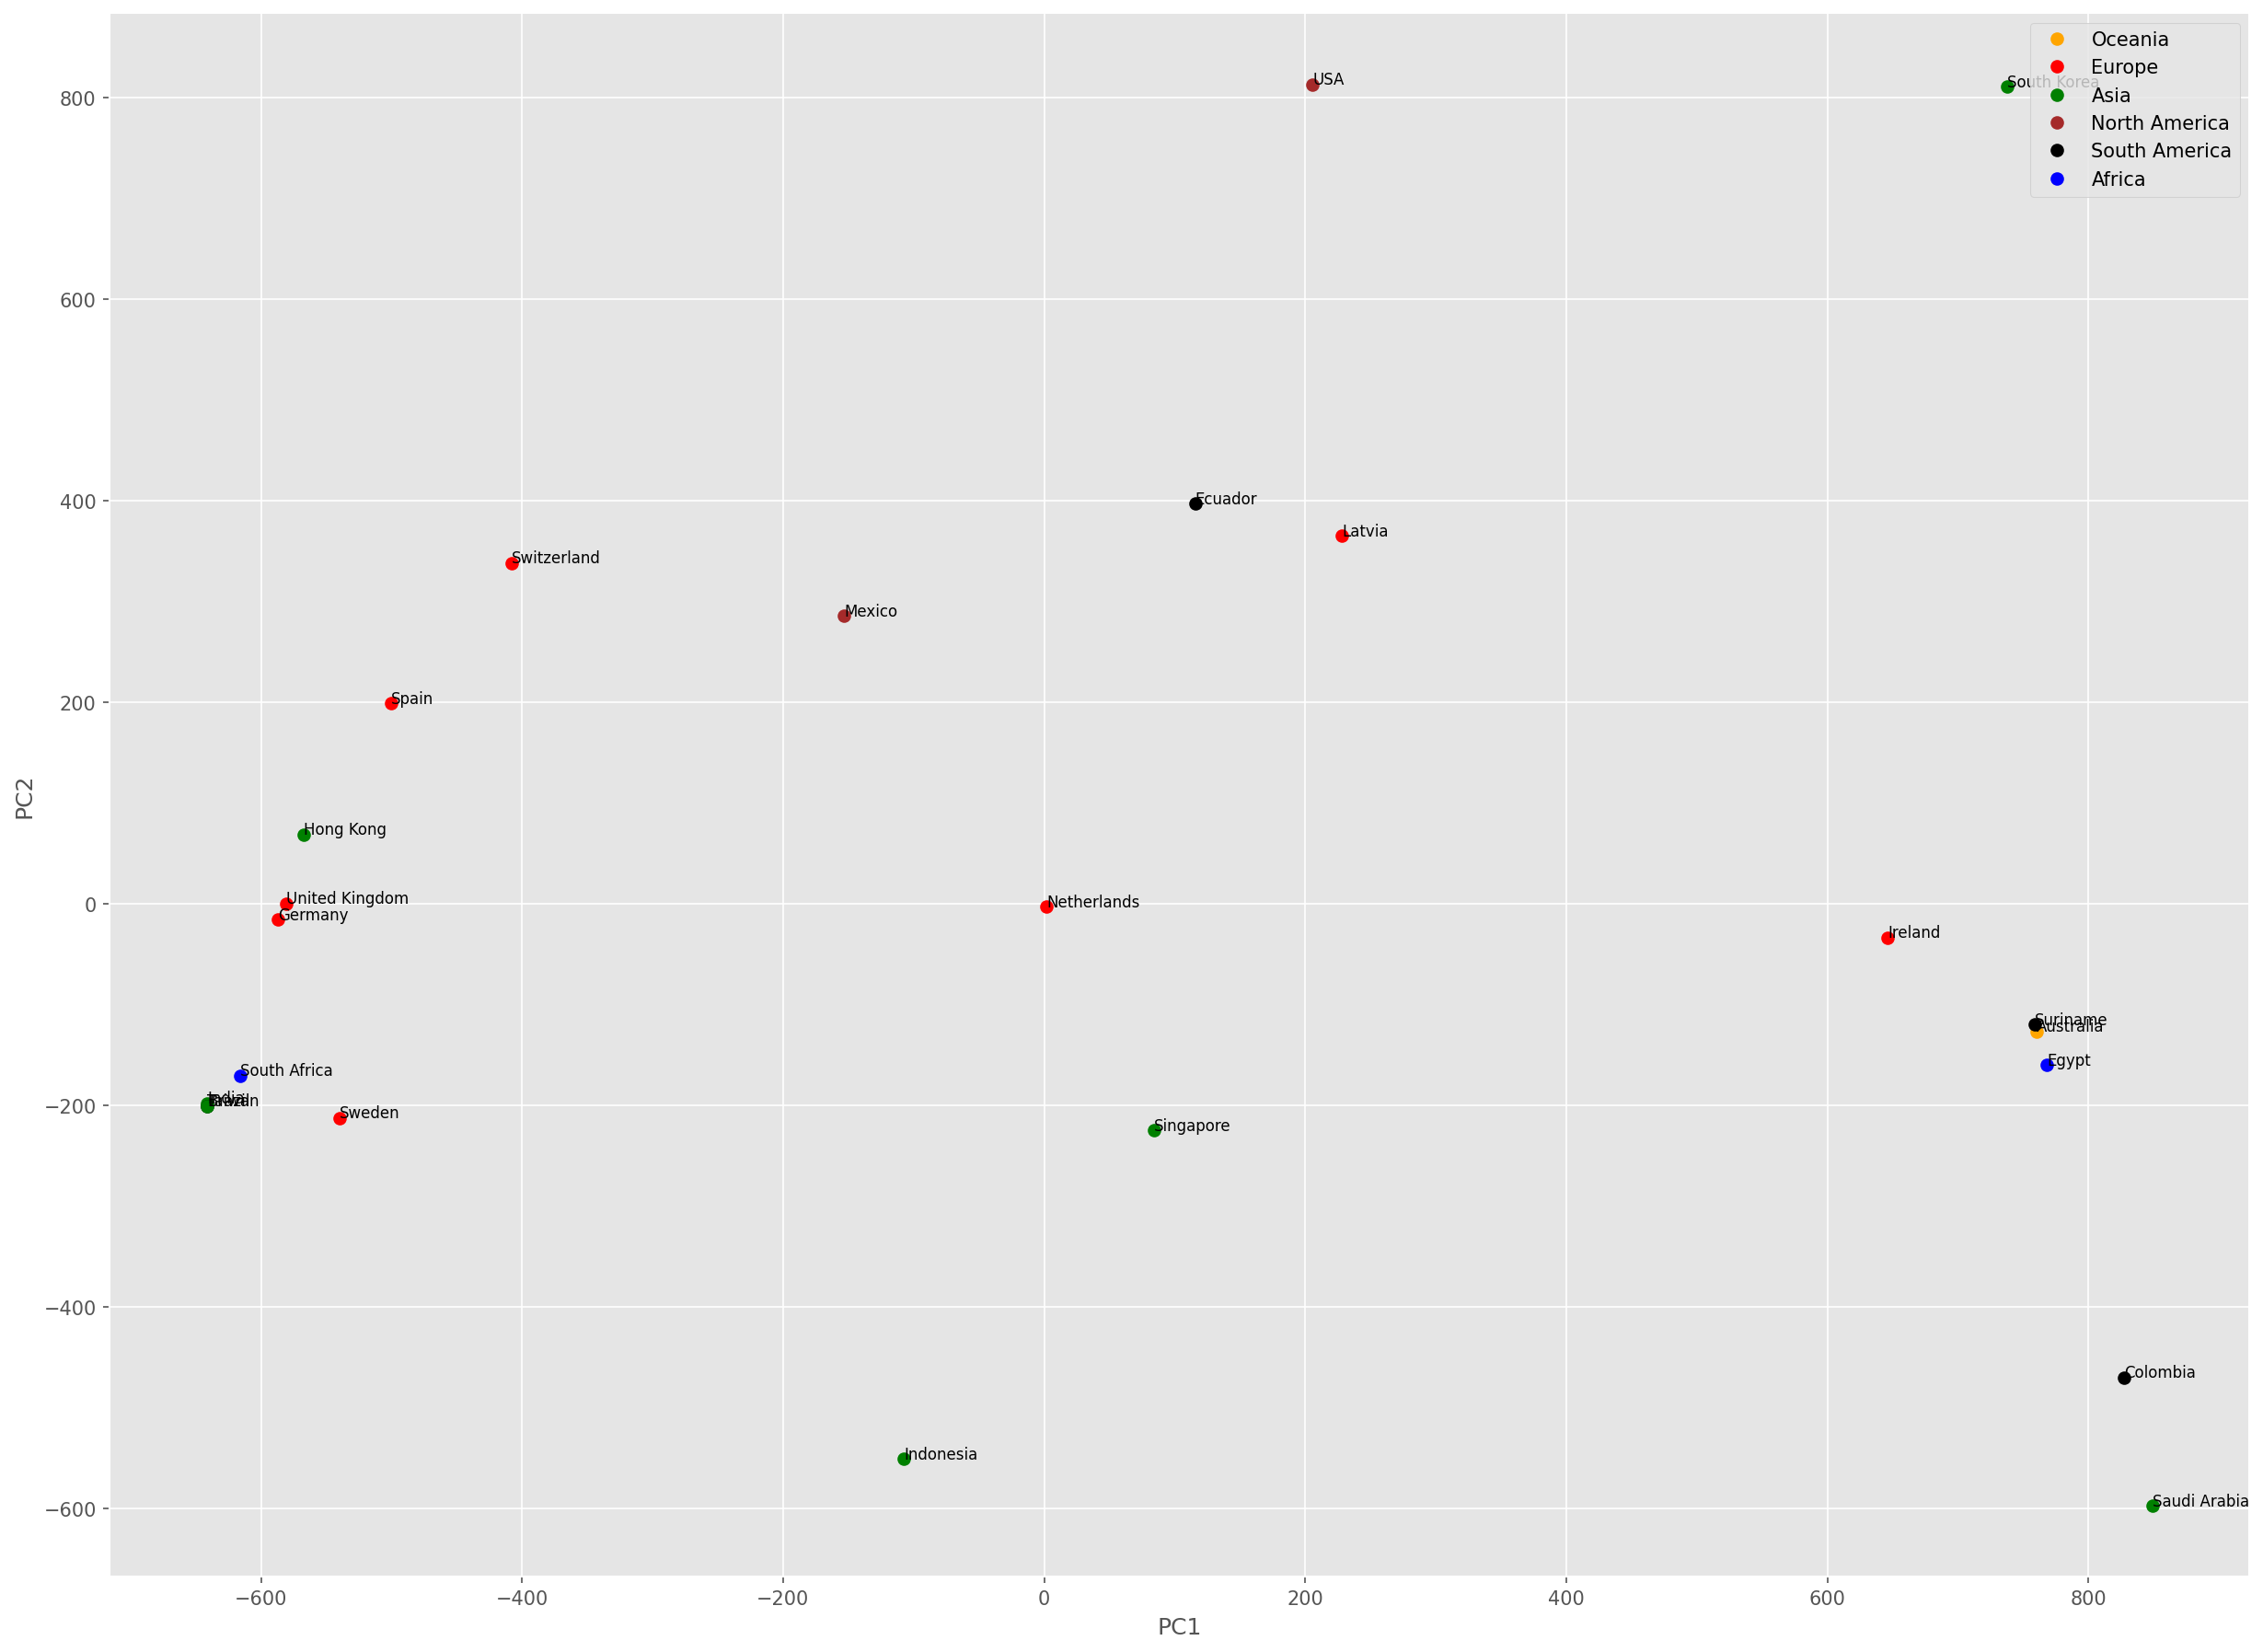 USA
South Korea
Oceania
Europe
Asia
North America
South America
Africa
800
600
400
200
0
−200
−400
−600
PC2
Ecuador
Latvia
Switzerland
Mexico
Spain
Hong Kong
United Kingdom
Germany
Netherlands
Ireland
Suriname
Australia
Egypt
South Africa
India
Sweden
Singapore
Colombia
Indonesia
Saudi Arabia
−600
−400
−200
0
200
400
600
800
PC1